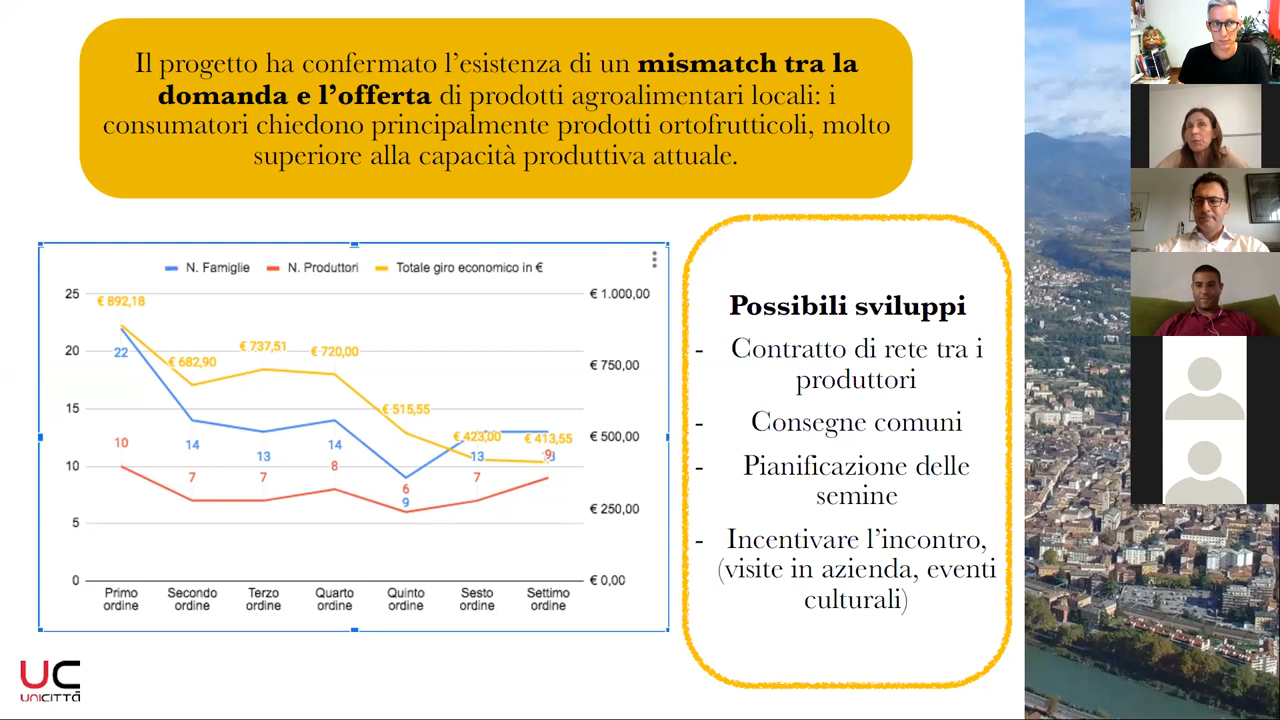 Il progetto ha confermato l'esistenza di un mismatch tra la
domanda e l'offerta di prodotti agroalimentari locali: i
consumatori chiedono principalmente prodotti ortofrutticoli, molto
superiore alla capacità produttiva attuale.
N. Famiglie N. Produttori Totale giro economico in €
25 € 1.000,00
€ 892,18
20 € 750,00
22 € 682,90 € 737,51 € 720,00
15
€ 515,55
14 13 14 € 423,00 € 413,55 € 500,00
10 13
10 7 7 8 6 7 9
9
5 € 250,00
0 € 0,00
Primo Secondo Terzo Quarto Quinto Sesto Settimo
ordine ordine ordine ordine ordine ordine ordine
Possibili sviluppi
- Contratto di rete tra i
produttori
- Consegne comuni
- Pianificazione delle
semine
- Incentivare l'incontro,
(visite in azienda, eventi
culturali)
UC
UNICITTÀ